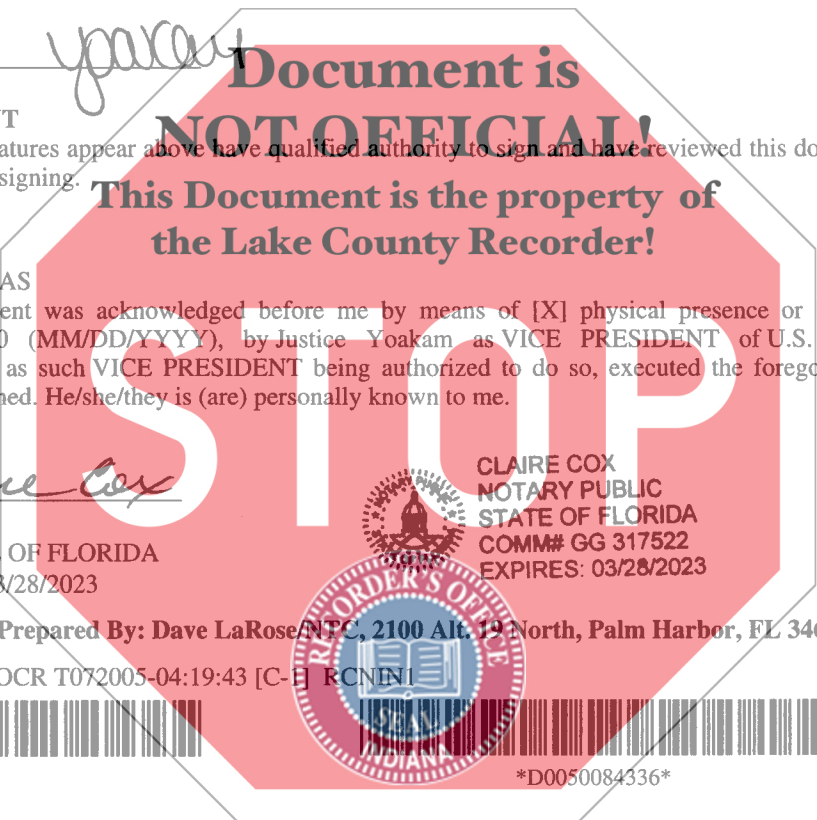 yoakam
Document is
NT
NOT OFFICIAL!
atures appear above have qualified authority to sign and have reviewed this do
signing.
This Document is the property of
the Lake County Recorder!
AS
ent was acknowledged before me by means of [X] physical presence or
0 (MM/DD/YYYY), by Justice Yoakam as VICE PRESIDENT of U.S.
as such VICE PRESIDENT being authorized to do so, executed the forego
ned. He/she/they is (are) personally known to me.
STOP
re Cox
CLAIRE COX
NOTARY PUBLIC
STATE OF FLORIDA
COMM# GG 317522
EXPIRES: 03/28/2023
OF FLORIDA
3/28/2023
RECORDER'S OFFICE
Prepared By: Dave LaRose/NTC, 2100 Alt. 19 North, Palm Harbor, FL 346
OCR T072005-04:19:43 [C-1] RCNIN1
SEAL
INDIANA
*D0050084336*